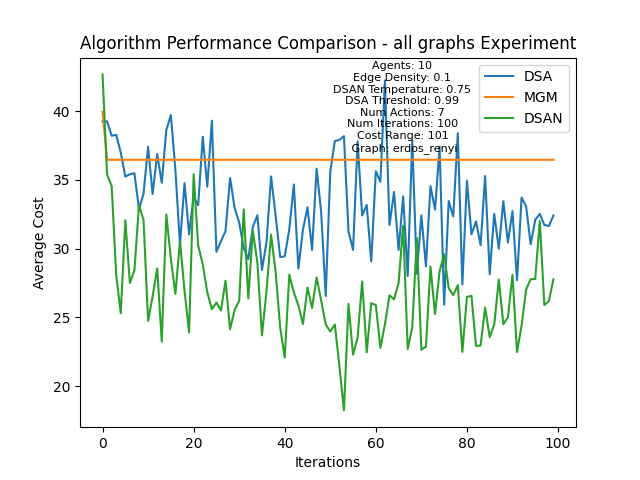 Algorithm Performance Comparison - all graphs Experiment
Agents: 10
Edge Density: 0.1
DSAN Temperature: 0.75
DSA Threshold: 0.99
Num Actions: 7
Num Iterations: 100
Cost Range: 101
Graph: erdos_renyi
DSA
MGM
DSAN
Average Cost
40
35
30
25
20
0
20
40
60
80
100
Iterations